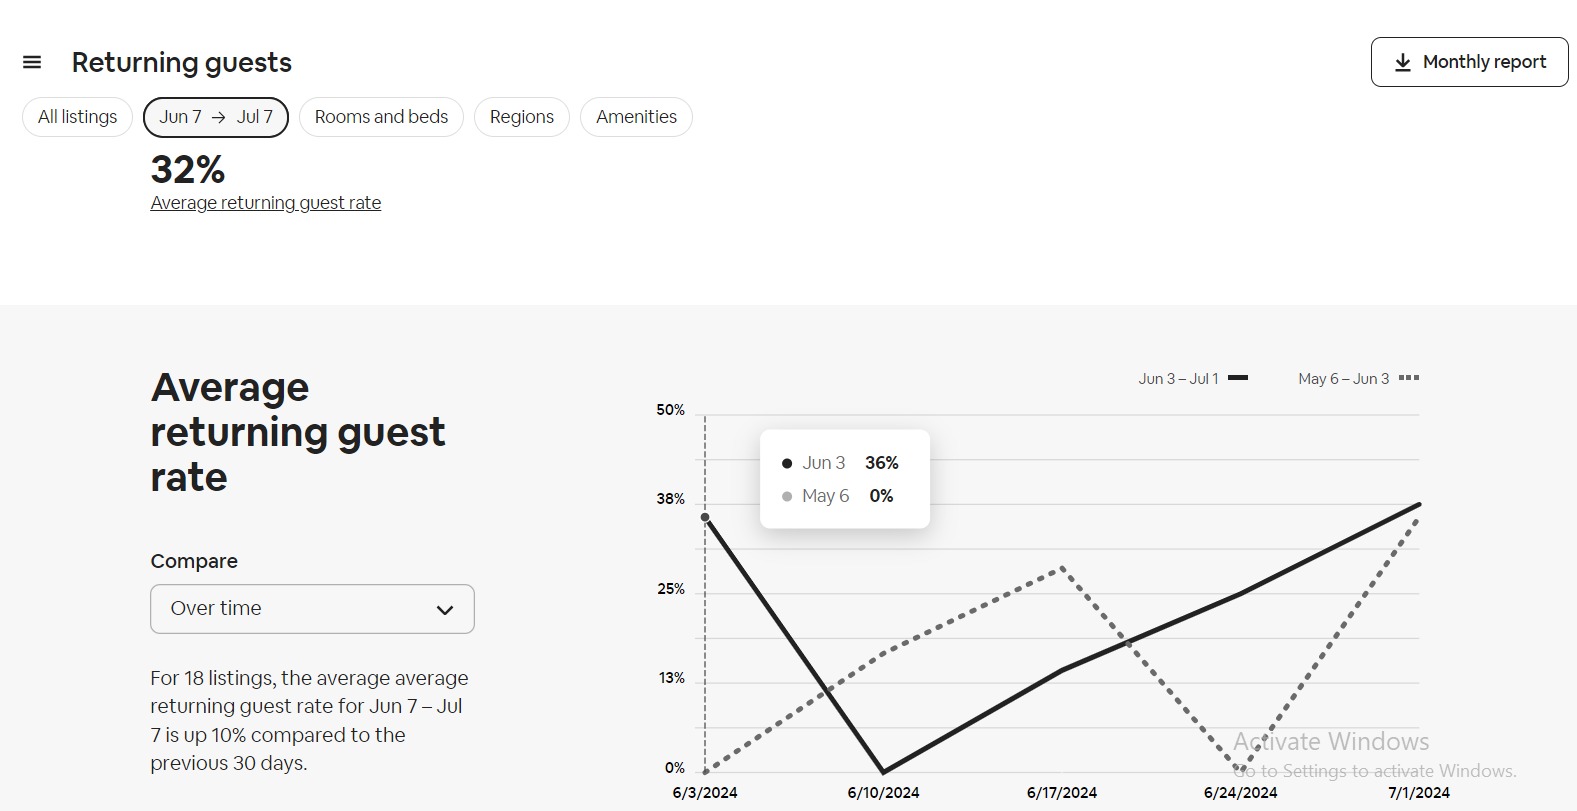 Returning guests
Monthly report
All listings
Jun 7 → Jul 7
Rooms and beds
Regions
Amenities
32%
Average returning guest rate
Average
returning guest
rate
Compare
Over time
For 18 listings, the average average
returning guest rate for Jun 7 – Jul
7 is up 10% compared to the
previous 30 days.
Jun 3 – Jul 1
May 6 – Jun 3
50%
38%
25%
13%
0%
Jun 3 36%
May 6 0%
6/3/2024
6/10/2024
6/17/2024
6/24/2024
7/1/2024
Activate Windows
Go to Settings to activate Windows.